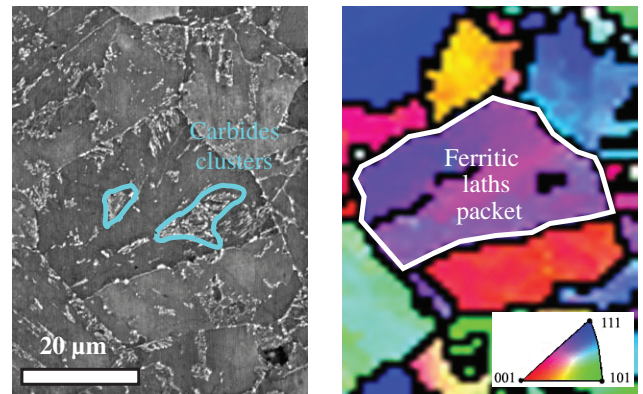 Carbides
clusters
20 µm
Ferritic
laths
packet
111
001
101